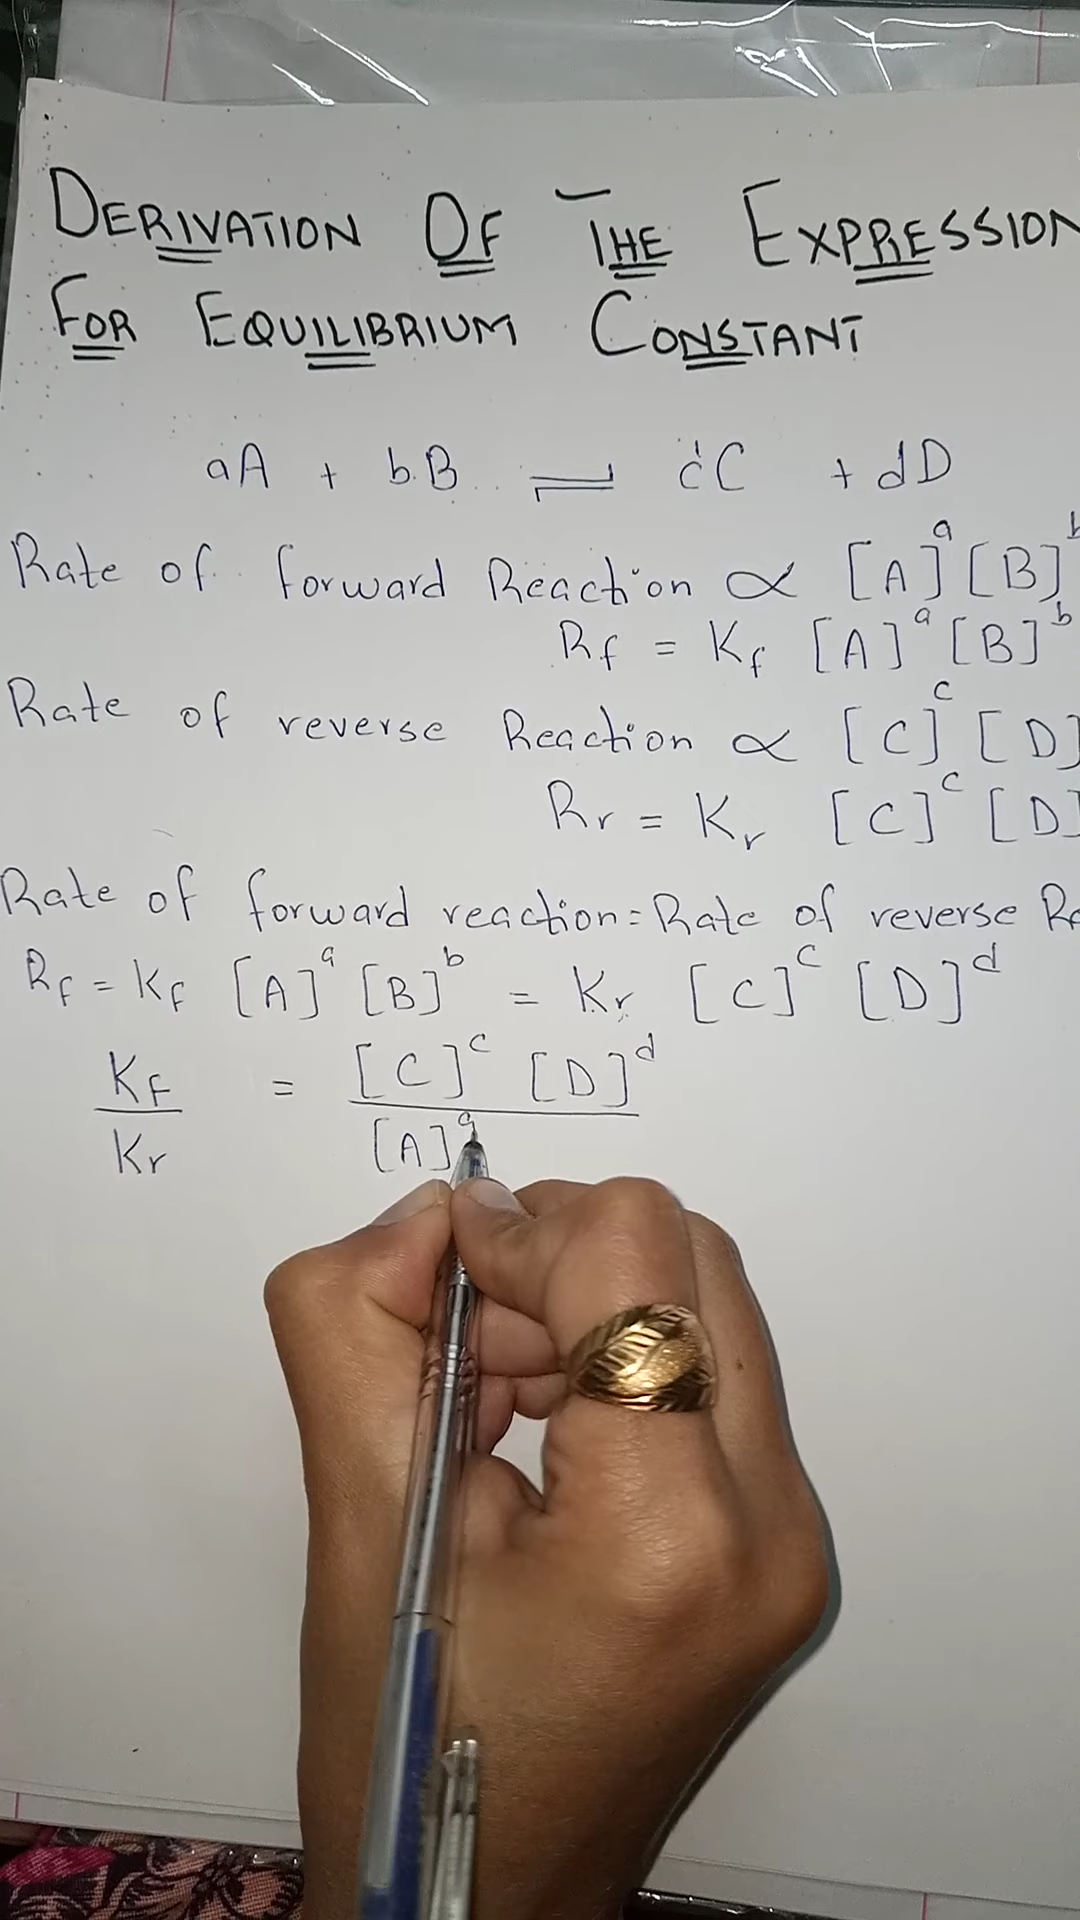 DERIVATION OF THE EXPRESSION
FOR EQUILIBRIUM CONSTANT
aA + bB ⇌ cC + dD
Rate of forward Reaction ∝ [A]ᵃ [B]ᵇ
Rf = Kf [A]ᵃ [B]ᵇ
Rate of reverse Reaction ∝ [C]ᶜ [D]
Rr = Kr [C]ᶜ [D]
Rate of forward reaction = Rate of reverse Re
Rf = Kf [A]ᵃ [B]ᵇ = Kr [C]ᶜ [D]ᵈ
KF = [C]ᶜ [D]ᵈ
Kr [A]ᵃ